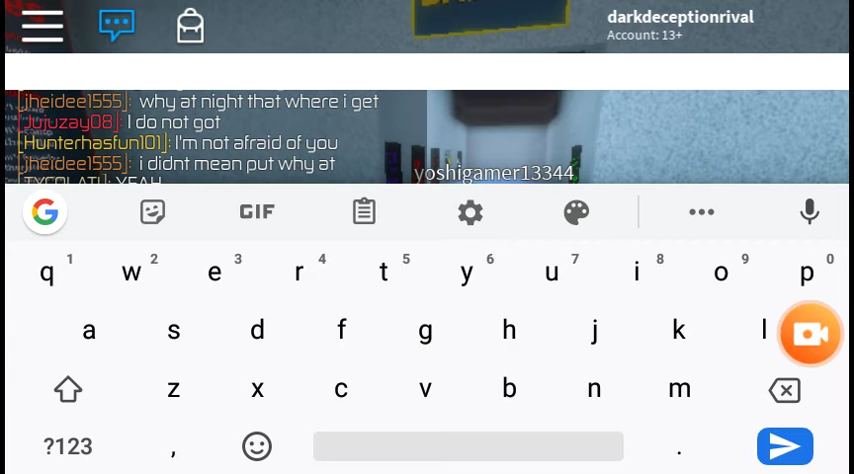 darkdeceptionrival
Account: 13+
[jheidee1555]: why at night that where i get
[Jujuzay08]: I do not got
[Hunterhasfun101]: I'm not afraid of you
[jheidee1555]: i didnt mean put why at
YEAH
yoshigamer13344
G GIF
q 1 w 2 e 3 r 4 t 5 y 6 u 7 i 8 o 9 p 0
a s d f g h j k l
z x c v b n m
?123 , .